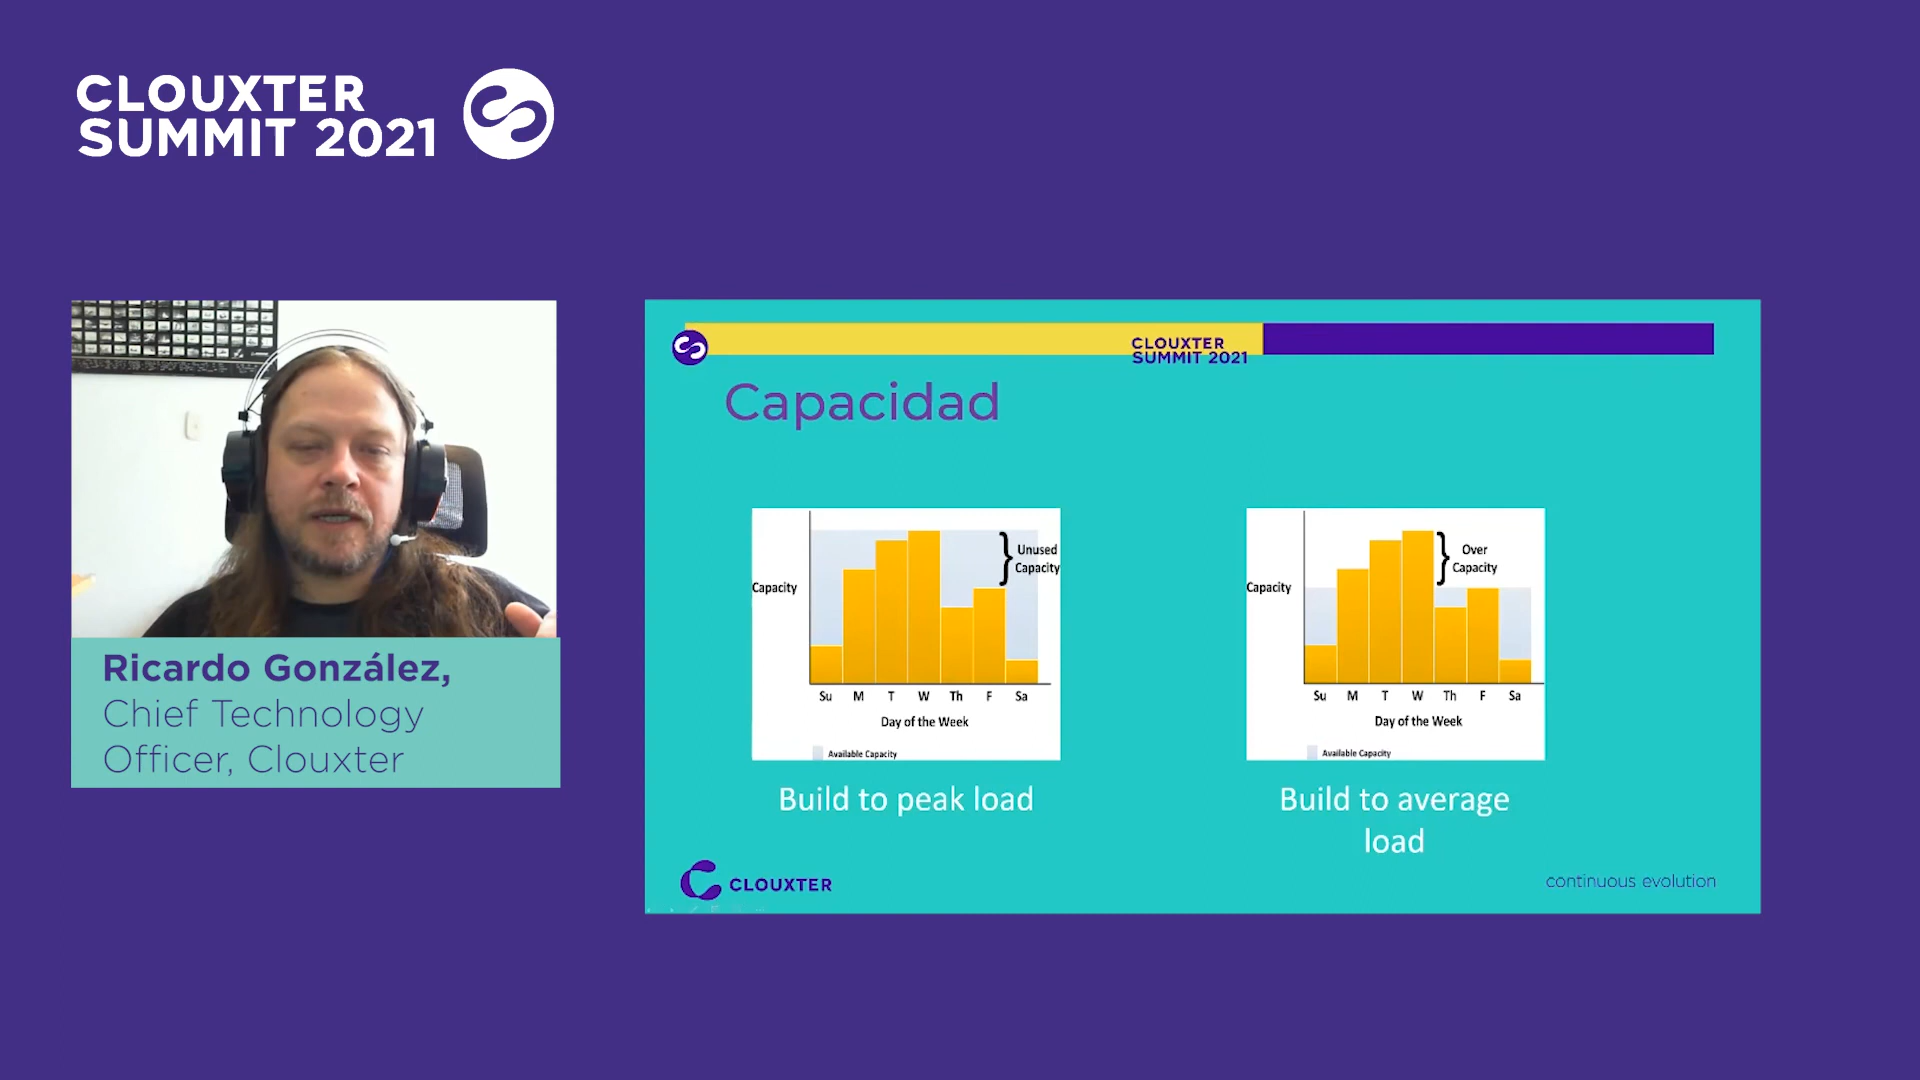 CLOUXTER
SUMMIT 2021
Ricardo González,
Chief Technology
Officer, Clouxter
CLOUXTER
SUMMIT 2021
Capacidad
Capacity
Unused
Capacity
Su M T W Th F Sa
Day of the Week
Available Capacity
Build to peak load
Capacity
Over
Capacity
Su M T W Th F Sa
Day of the Week
Available Capacity
Build to average
load
CLOUXTER
continuous evolution